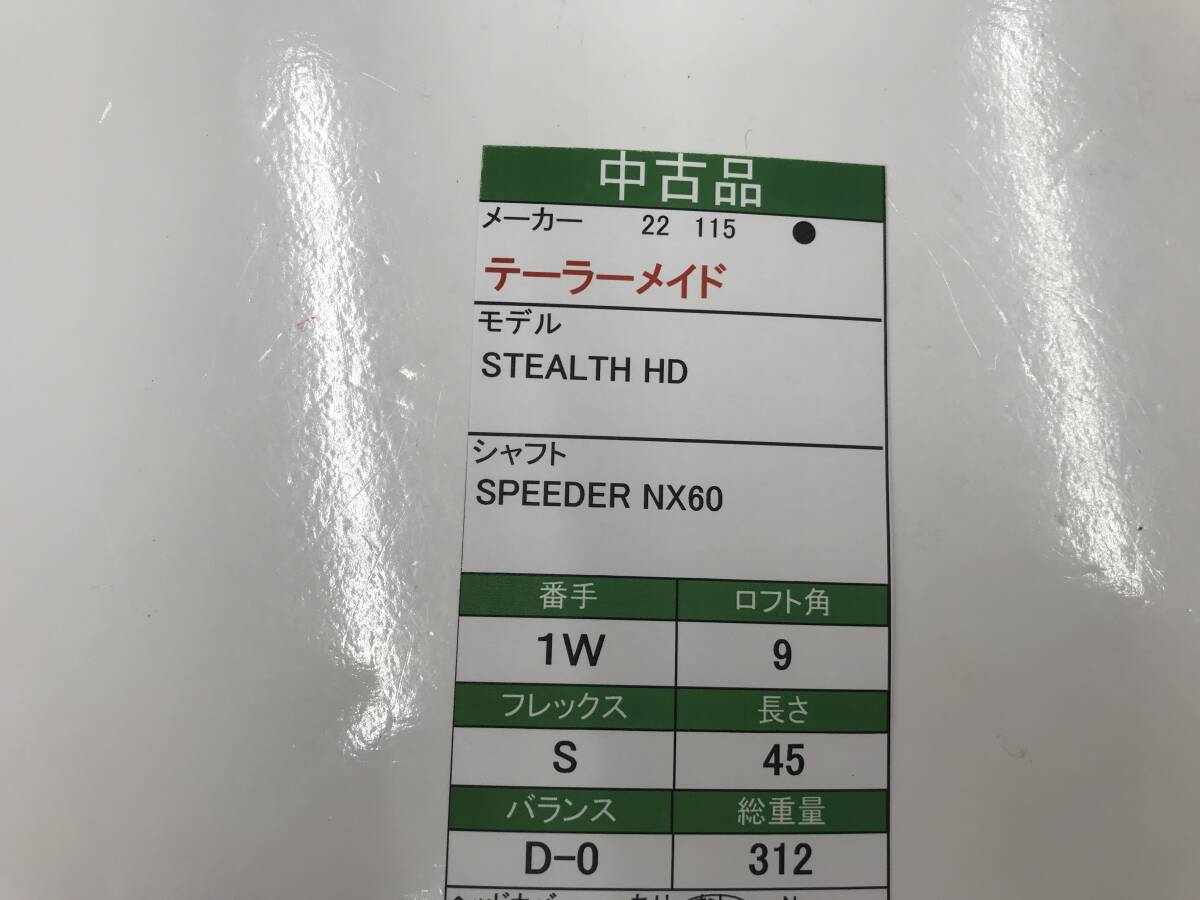 中古品
メーカー 22 115 ●
テーラーメイド
モデル
STEALTH HD
シャフト
SPEEDER NX60
番手 ロフト角
1W 9
フレックス 長さ
S 45
バランス 総重量
D-0 312